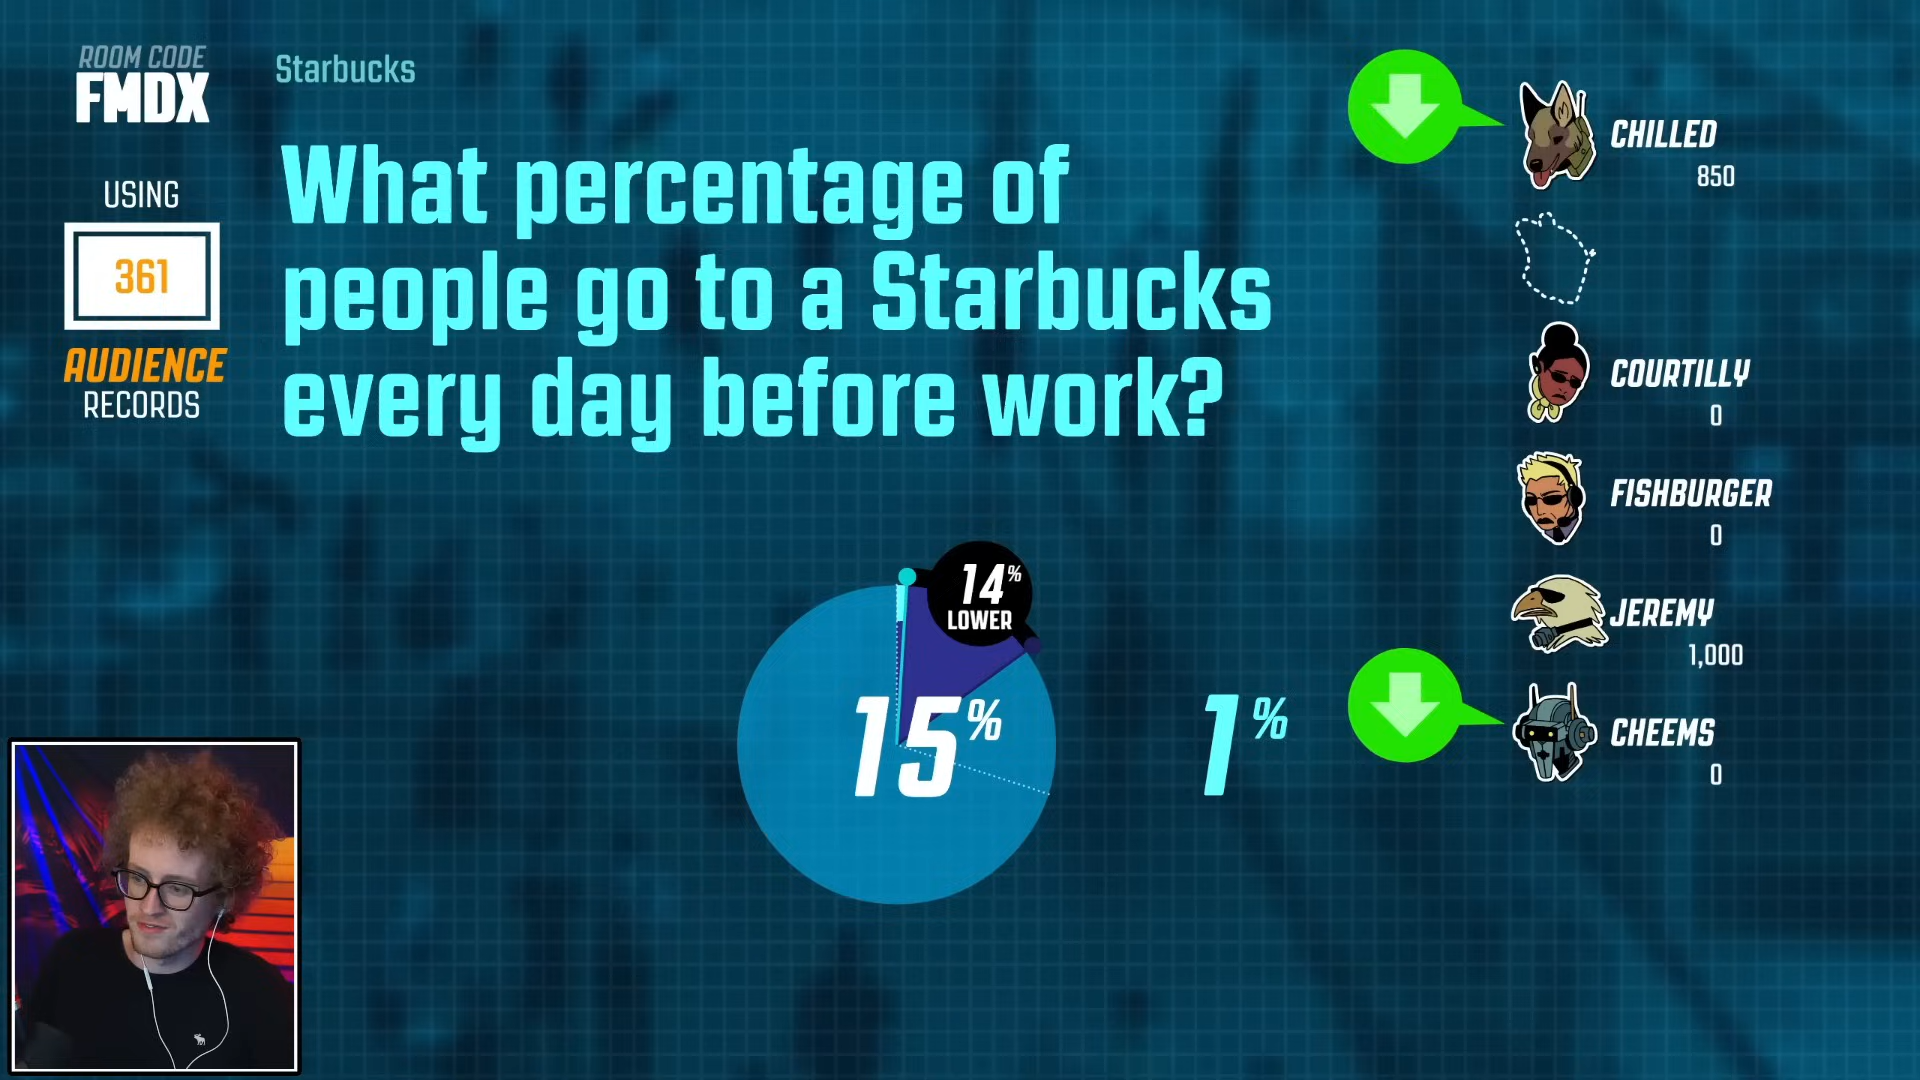 ROOM CODE
FMDX
USING
361
AUDIENCE
RECORDS
Starbucks
What percentage of
people go to a Starbucks
every day before work?
14%
LOWER
15%
1%
CHILLED
850
COURTILLY
0
FISHBURGER
0
JEREMY
1,000
CHEEMS
0